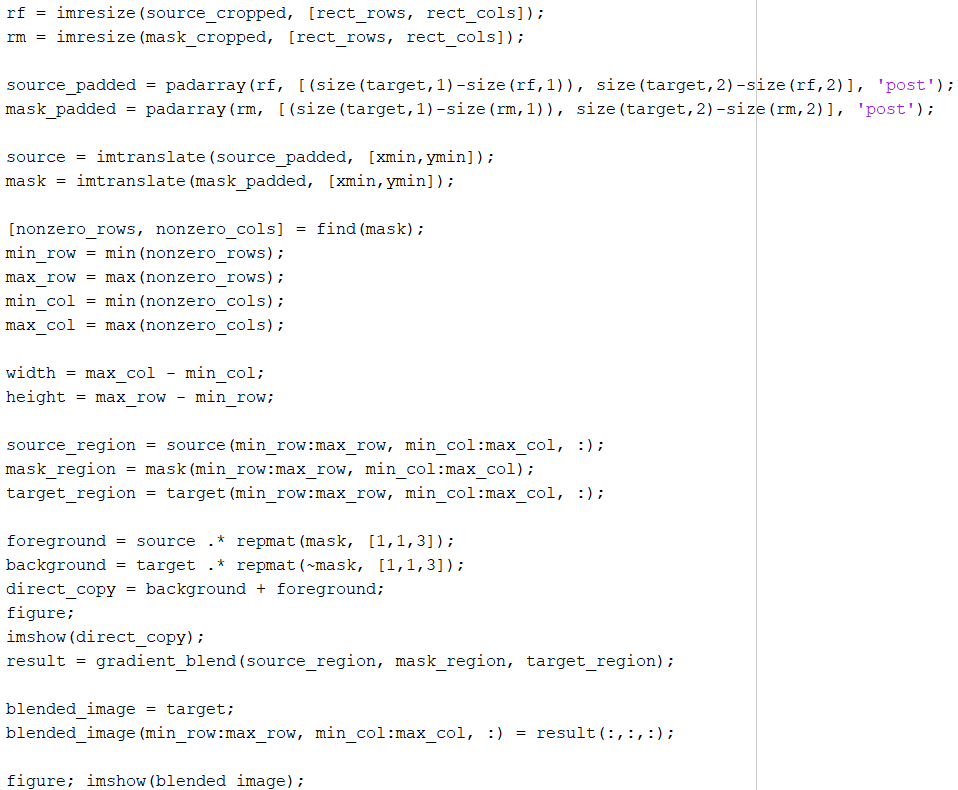 rf = imresize(source_cropped, [rect_rows, rect_cols]);
rm = imresize(mask_cropped, [rect_rows, rect_cols]);
source_padded = padarray(rf, [(size(target,1)-size(rf,1)), size(target,2)-size(rf,2)], 'post');
mask_padded = padarray(rm, [(size(target,1)-size(rm,1)), size(target,2)-size(rm,2)], 'post');
source = imtranslate(source_padded, [xmin,ymin]);
mask = imtranslate(mask_padded, [xmin,ymin]);
[nonzero_rows, nonzero_cols] = find(mask);
min_row = min(nonzero_rows);
max_row = max(nonzero_rows);
min_col = min(nonzero_cols);
max_col = max(nonzero_cols);
width = max_col - min_col;
height = max_row - min_row;
source_region = source(min_row:max_row, min_col:max_col, :);
mask_region = mask(min_row:max_row, min_col:max_col);
target_region = target(min_row:max_row, min_col:max_col, :);
foreground = source .* repmat(mask, [1,1,3]);
background = target .* repmat(~mask, [1,1,3]);
direct_copy = background + foreground;
figure;
imshow(direct_copy);
result = gradient_blend(source_region, mask_region, target_region);
blended_image = target;
blended_image(min_row:max_row, min_col:max_col, :) = result(:,:,:);
figure; imshow(blended_image);